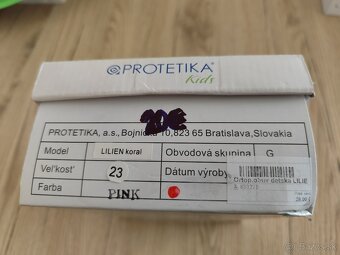 PROTETIKA
Kids
20€
PROTETIKA, a.s., Bojnická 10,823 65 Bratislava,Slovakia
Model LILIEN koral Obvodová skupina G
Veľkosť 23 Dátum výroby
Farba PINK